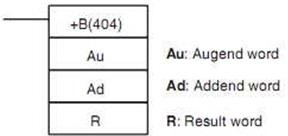 +B(404)
Au
Au: Augend word
Ad
Ad: Addend word
R
R: Result word